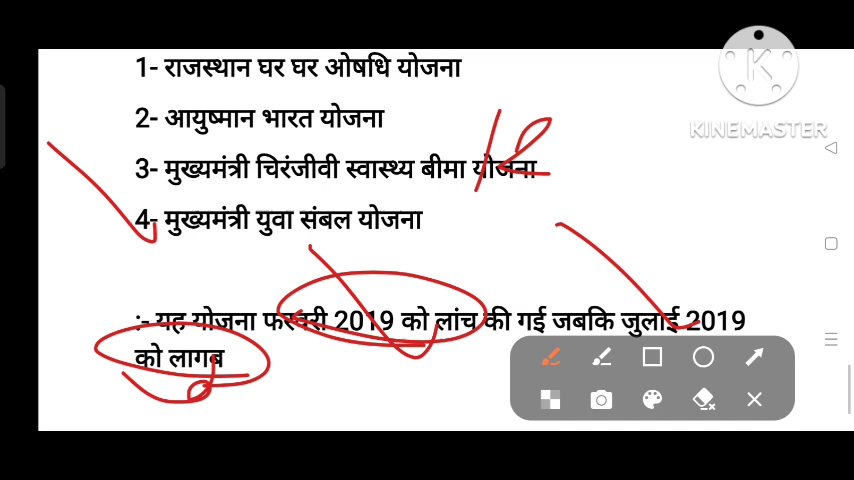 1- राजस्थान घर घर ओषधि योजना
K
KINEMASTER
2- आयुष्मान भारत योजना
3- मुख्यमंत्री चिरंजीवी स्वास्थ्य बीमा योजना
4- मुख्यमंत्री युवा संबल योजना
:- यह योजना फरवरी 2019 को लांच की गई जबकि जुलाई 2019
को लागब